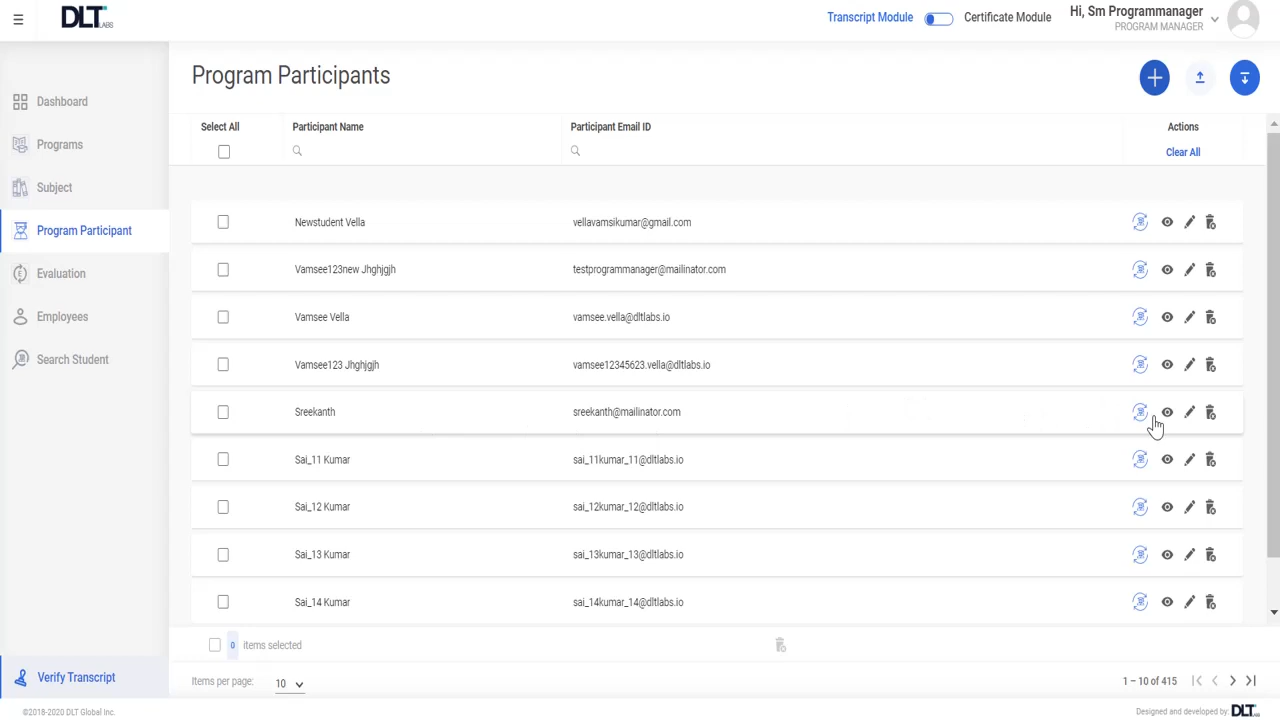 DLT LABS
Transcript Module
Certificate Module
Hi, Sm Programmanager
PROGRAM MANAGER
Dashboard
Programs
Subject
Program Participant
Evaluation
Employees
Search Student
Verify Transcript
Program Participants
Select All Participant Name Participant Email ID Actions
Clear All
Newstudent Vella vellavamsikumar@gmail.com
Vamsee123new Jhghjgjh testprogrammanager@mailinator.com
Vamsee Vella vamsee.vella@dltlabs.io
Vamsee123 Jhghjgjh vamsee12345623.vella@dltlabs.io
Sreekanth sreekanth@mailinator.com
Sai_11 Kumar sai_11kumar_11@dltlabs.io
Sai_12 Kumar sai_12kumar_12@dltlabs.io
Sai_13 Kumar sai_13kumar_13@dltlabs.io
Sai_14 Kumar sai_14kumar_14@dltlabs.io
0 items selected
Items per page: 10
1 – 10 of 415
©2018-2020 DLT Global Inc.
Designed and developed by: DLT LABS